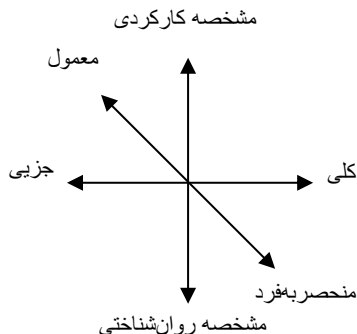 مشخصه کارکردی
معمول
کلی
جزیی
منحصربه‌فرد
مشخصه روان‌شناختی